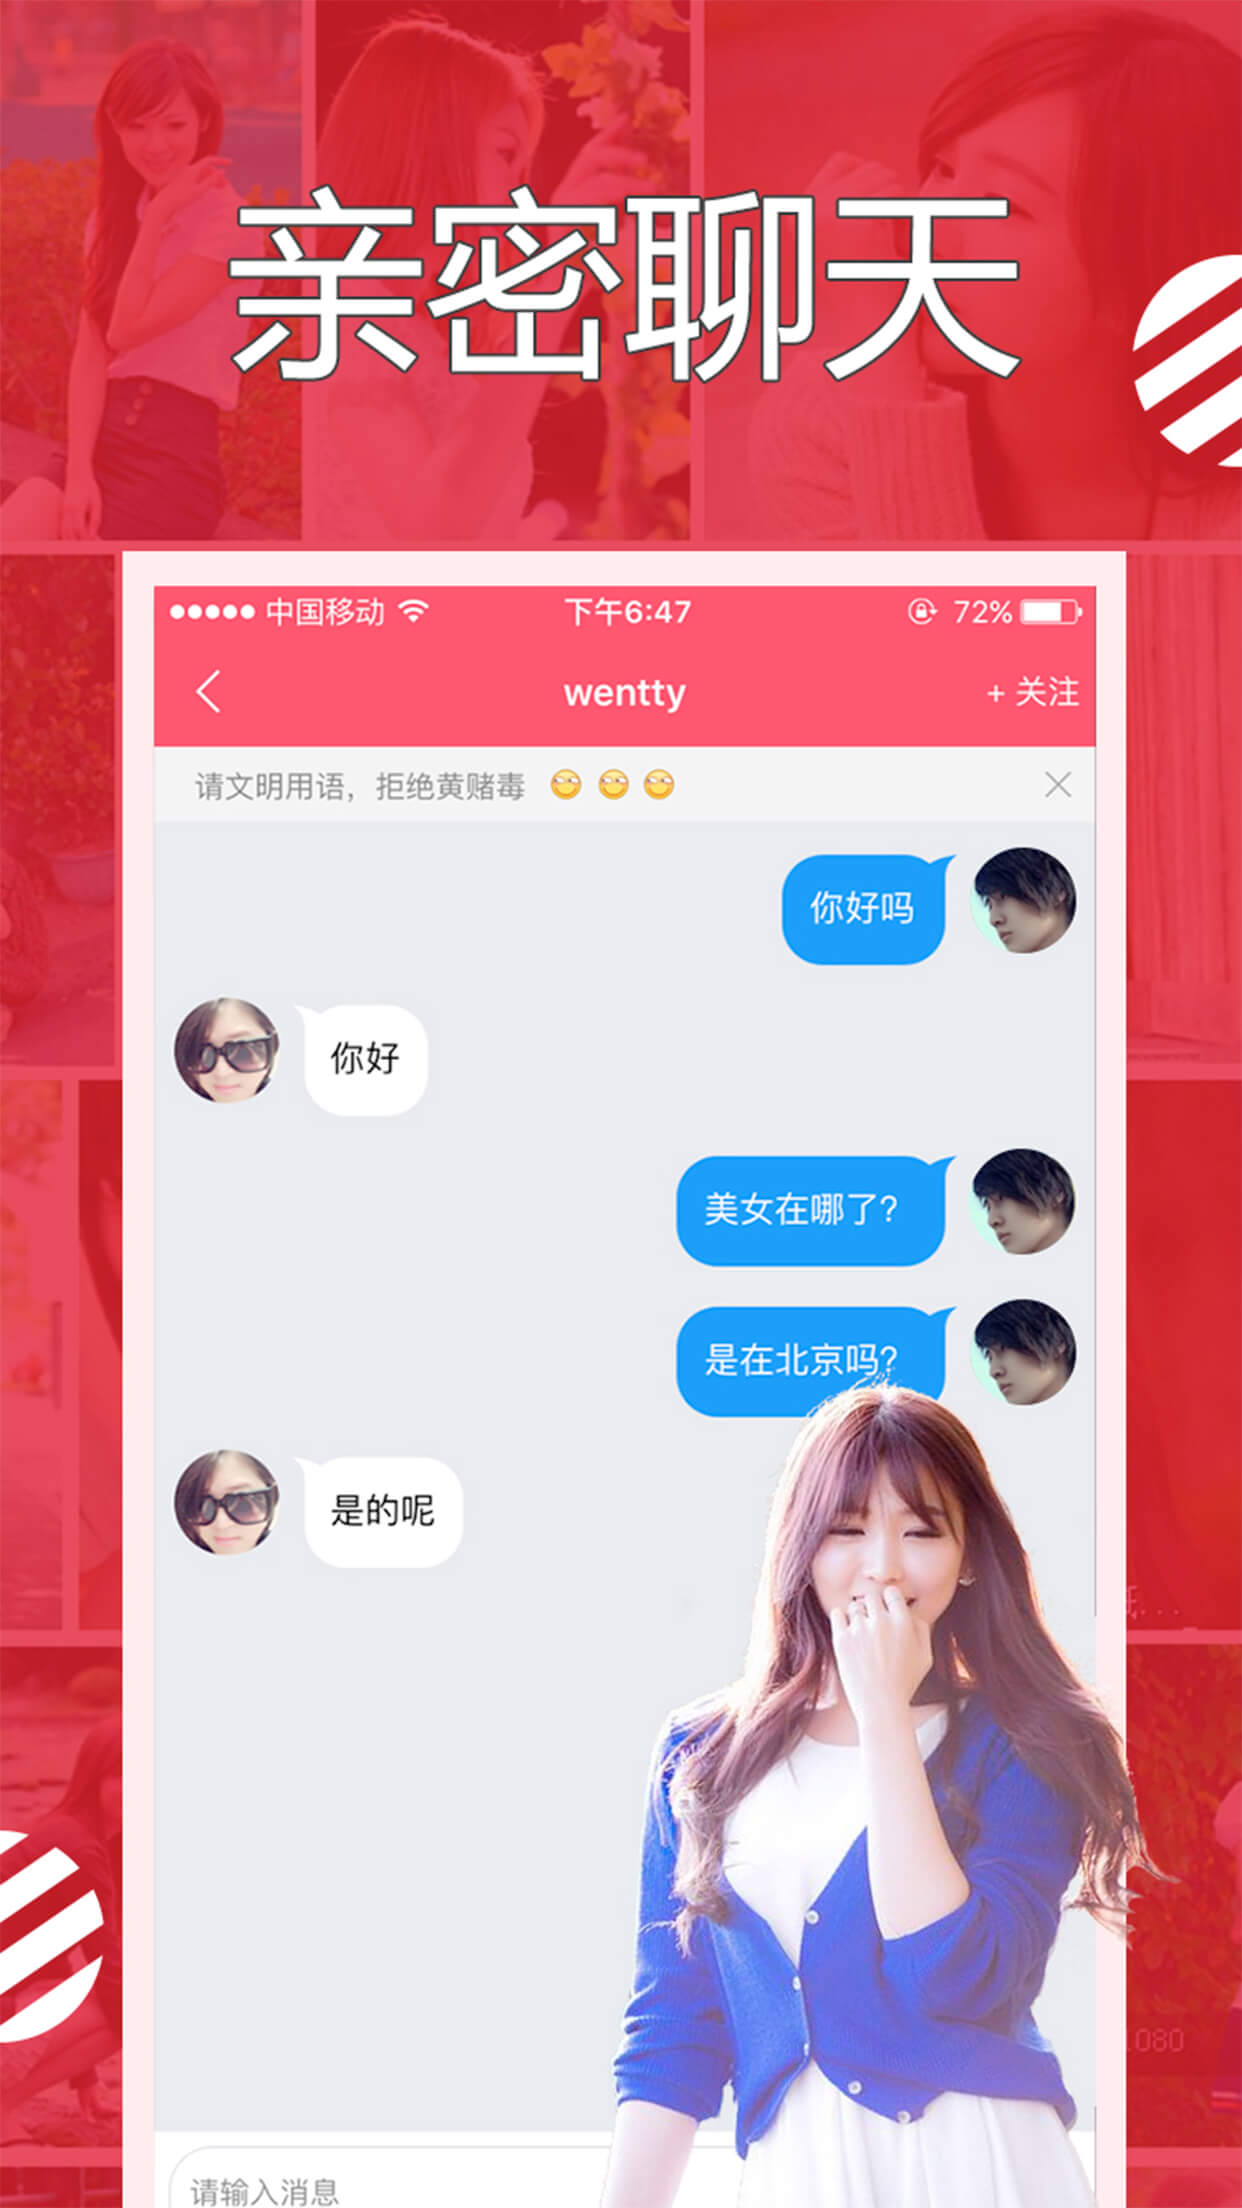 亲密聊天
中国移动 下午6:47 72%
wentty + 关注
请文明用语，拒绝黄赌毒
你好吗
你好
美女在哪了？
是在北京吗？
是的呢
1080
请输入消息